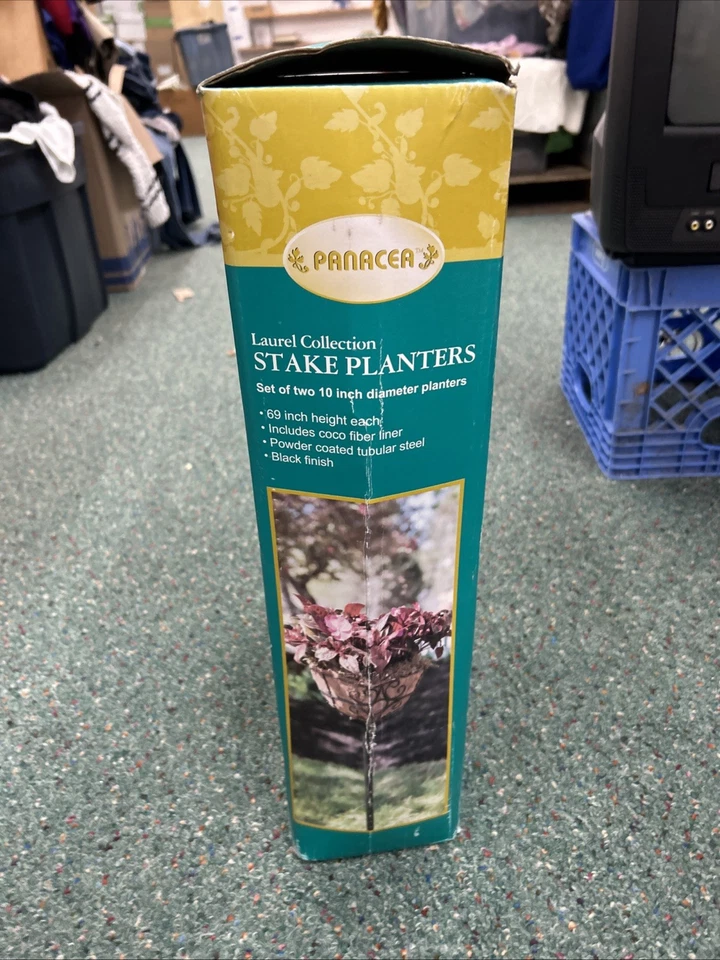 PANACEA™
Laurel Collection
STAKE PLANTERS
Set of two 10 inch diameter planters
• 69 inch height each
• Includes coco fiber liner
• Powder coated tubular steel
• Black finish